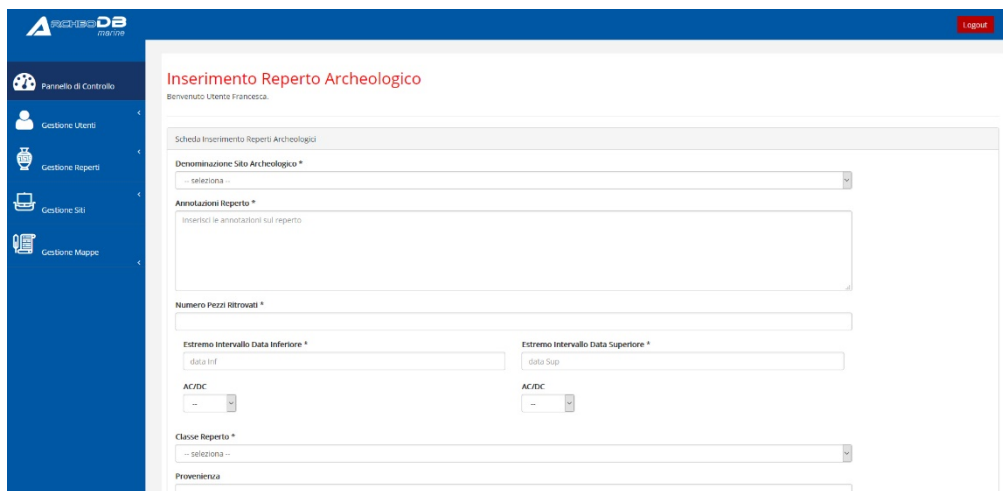 ARCHEODB
marine
Logout
Pannello di Controllo
Gestione Utenti
Gestione Reperti
Gestione Siti
Gestione Mappe
Inserimento Reperto Archeologico
Benvenuto Utente Francesca.
Scheda Inserimento Reperti Archeologici
Denominazione Sito Archeologico *
-- seleziona --
Annotazioni Reperto *
Inserisci le annotazioni sul reperto
Numero Pezzi Ritrovati *
Estremo Intervallo Data Inferiore * Estremo Intervallo Data Superiore *
data Inf data Sup
AC/DC AC/DC
-- --
Classe Reperto *
-- seleziona --
Provenienza